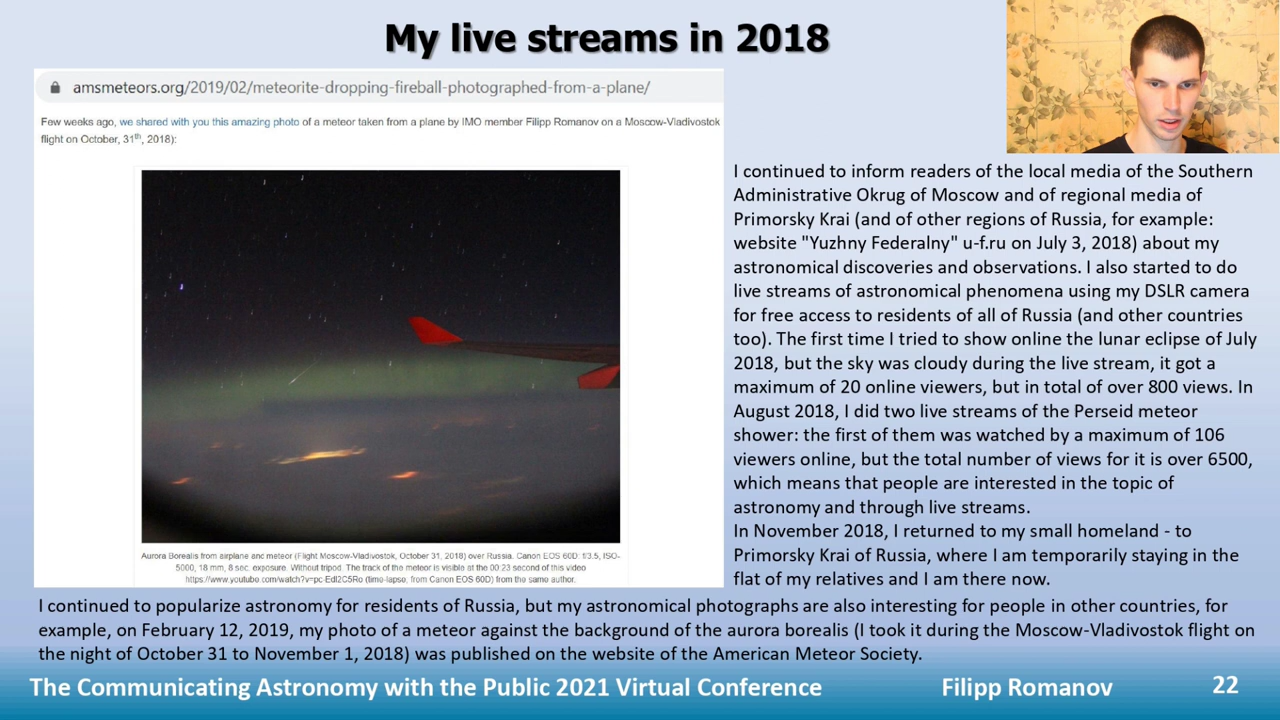 My live streams in 2018
amsmeteors.org/2019/02/meteorite-dropping-fireball-photographed-from-a-plane/
Few weeks ago, we shared with you this amazing photo of a meteor taken from a plane by IMO member Filipp Romanov on a Moscow-Vladivostok
flight on October, 31th, 2018):
Aurora Borealis from airplane and meteor (Flight Moscow-Vladivostok, October 31, 2018) over Russia. Canon EOS 60D: f/3.5, ISO-
5000, 18 mm, 8 sec. exposure. Without tripod. The track of the meteor is visible at the 00:23 second of this video
https://www.youtube.com/watch?v=pc-EdI2C5Ro (time-lapse, from Canon EOS 60D) from the same author.
I continued to inform readers of the local media of the Southern
Administrative Okrug of Moscow and of regional media of
Primorsky Krai (and of other regions of Russia, for example:
website "Yuzhny Federalny" u-f.ru on July 3, 2018) about my
astronomical discoveries and observations. I also started to do
live streams of astronomical phenomena using my DSLR camera
for free access to residents of all of Russia (and other countries
too). The first time I tried to show online the lunar eclipse of July
2018, but the sky was cloudy during the live stream, it got a
maximum of 20 online viewers, but in total of over 800 views. In
August 2018, I did two live streams of the Perseid meteor
shower: the first of them was watched by a maximum of 106
viewers online, but the total number of views for it is over 6500,
which means that people are interested in the topic of
astronomy and through live streams.
In November 2018, I returned to my small homeland - to
Primorsky Krai of Russia, where I am temporarily staying in the
flat of my relatives and I am there now.
I continued to popularize astronomy for residents of Russia, but my astronomical photographs are also interesting for people in other countries, for
example, on February 12, 2019, my photo of a meteor against the background of the aurora borealis (I took it during the Moscow-Vladivostok flight on
the night of October 31 to November 1, 2018) was published on the website of the American Meteor Society.
The Communicating Astronomy with the Public 2021 Virtual Conference
Filipp Romanov
22